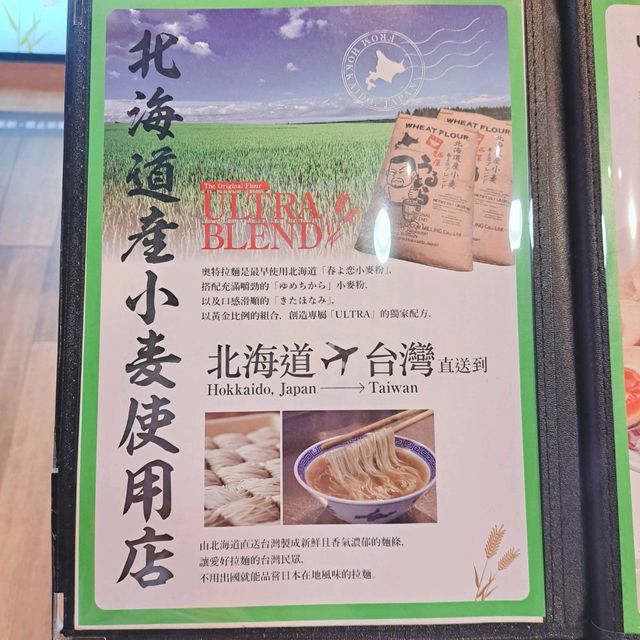 北海道産小麦使用店
FROM HOKKAIDO
WHEAT FLOUR
WHEAT FLOUR
北海道産小麦
The Original Flour
ULTRA
BLEND
奧特拉麵是最早使用北海道「春よ恋小麥粉」,
搭配充滿嚼勁的「ゆめちから」小麥粉,
以及口感滑順的「きたほなみ」,
以黃金比例的組合，創造專屬「ULTRA」的獨家配方,
北海道 台灣直送到
Hokkaido, Japan → Taiwan
由北海道直送台灣製成新鮮且香氣濃郁的麵條,
讓愛好拉麵的台灣民眾,
不用出國就能品嘗日本在地風味的拉麵。